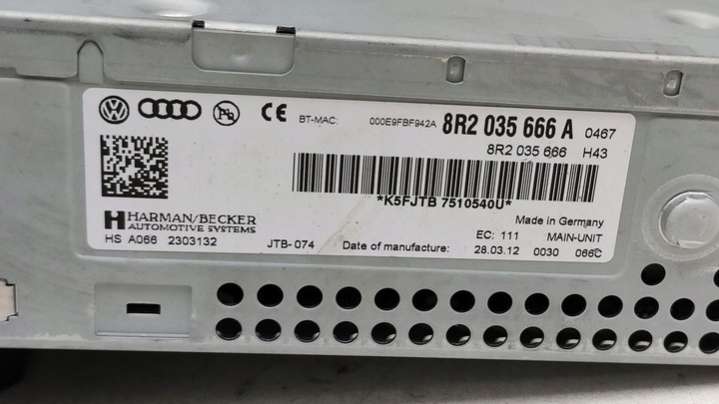 BT-MAC: 000E9FBF942A 8R2 035 666 A 0467
8R2 035 666 H43
*K5FJTB 7510540U*
HARMAN/BECKER
AUTOMOTIVE SYSTEMS
Made in Germany
HS A066 2303132
EC: 111 MAIN-UNIT
JTB-074 Date of manufacture: 28.03.12 0030 066C